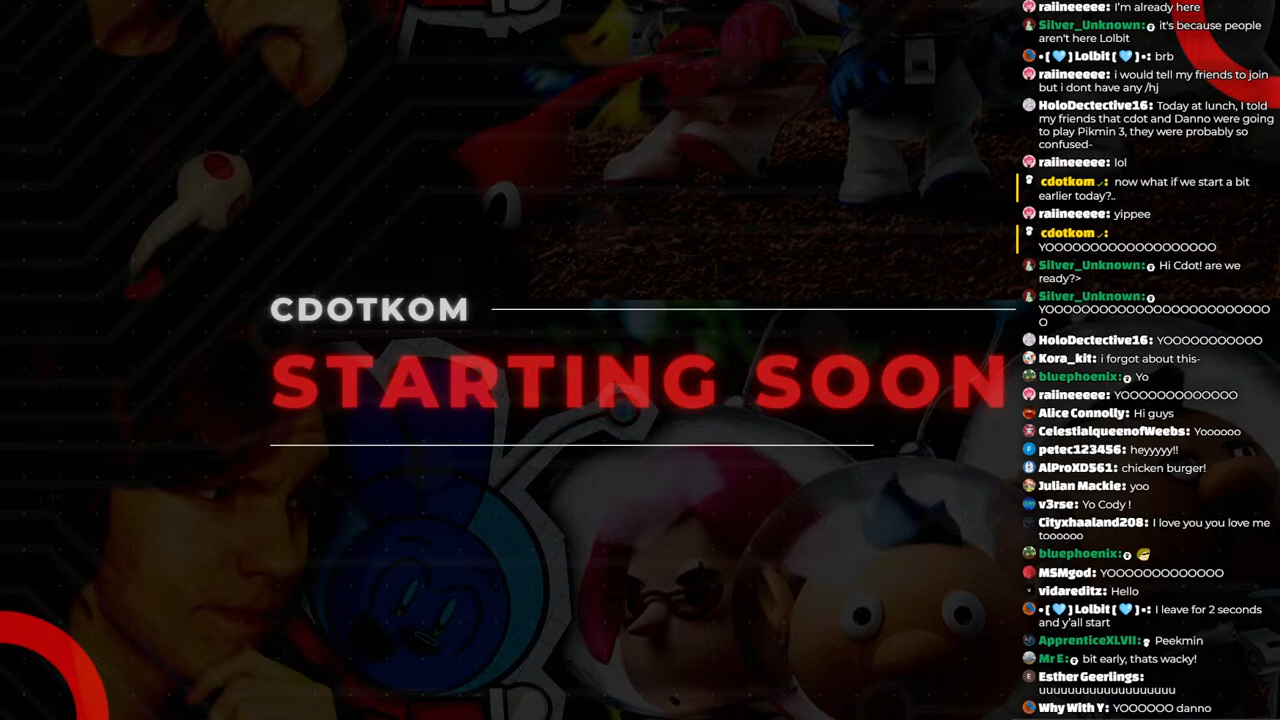 raiineeeee: I'm already here
Silver_Unknown: it's because people
aren't here Lolbit
• [ 🩵 ] Lolbit [ 🩵 ] •: brb
raiineeeee: i would tell my friends to join
but i dont have any /hj
HoloDectective16: Today at lunch, I told
my friends that cdot and Danno were going
to play Pikmin 3, they were probably so
confused-
raiineeeee: lol
cdotkom ✓: now what if we start a bit
earlier today?..
raiineeeee: yippee
cdotkom ✓:
YOOOOOOOOOOOOOOOOOOO
Silver_Unknown: Hi Cdot! are we
ready?>
Silver_Unknown:
YOOOOOOOOOOOOOOOOOOOOOOOOO
O
HoloDectective16: YOOOOOOOOOOO
Kora_kit: i forgot about this-
bluephoenix: Yo
raiineeeee: YOOOOOOOOOOOOO
Alice Connolly: Hi guys
CelestialqueenofWeebs: Yoooooo
petec123456: heyyyyy!!
AlProXD561: chicken burger!
Julian Mackie: yoo
v3rse: Yo Cody !
Cityxhaaland208: I love you you love me
toooooo
bluephoenix:
MSMgod: YOOOOOOOOOOOOO
vidareditz: Hello
• [ 🩵 ] Lolbit [ 🩵 ] •: I leave for 2 seconds
and y'all start
ApprenticeXLVII: Peekmin
Mr E: bit early, thats wacky!
Esther Geerlings:
uuuuuuuuuuuuuuuuuuu
Why With Y: YOOOOOO danno
CDOTKOM
STARTING SOON